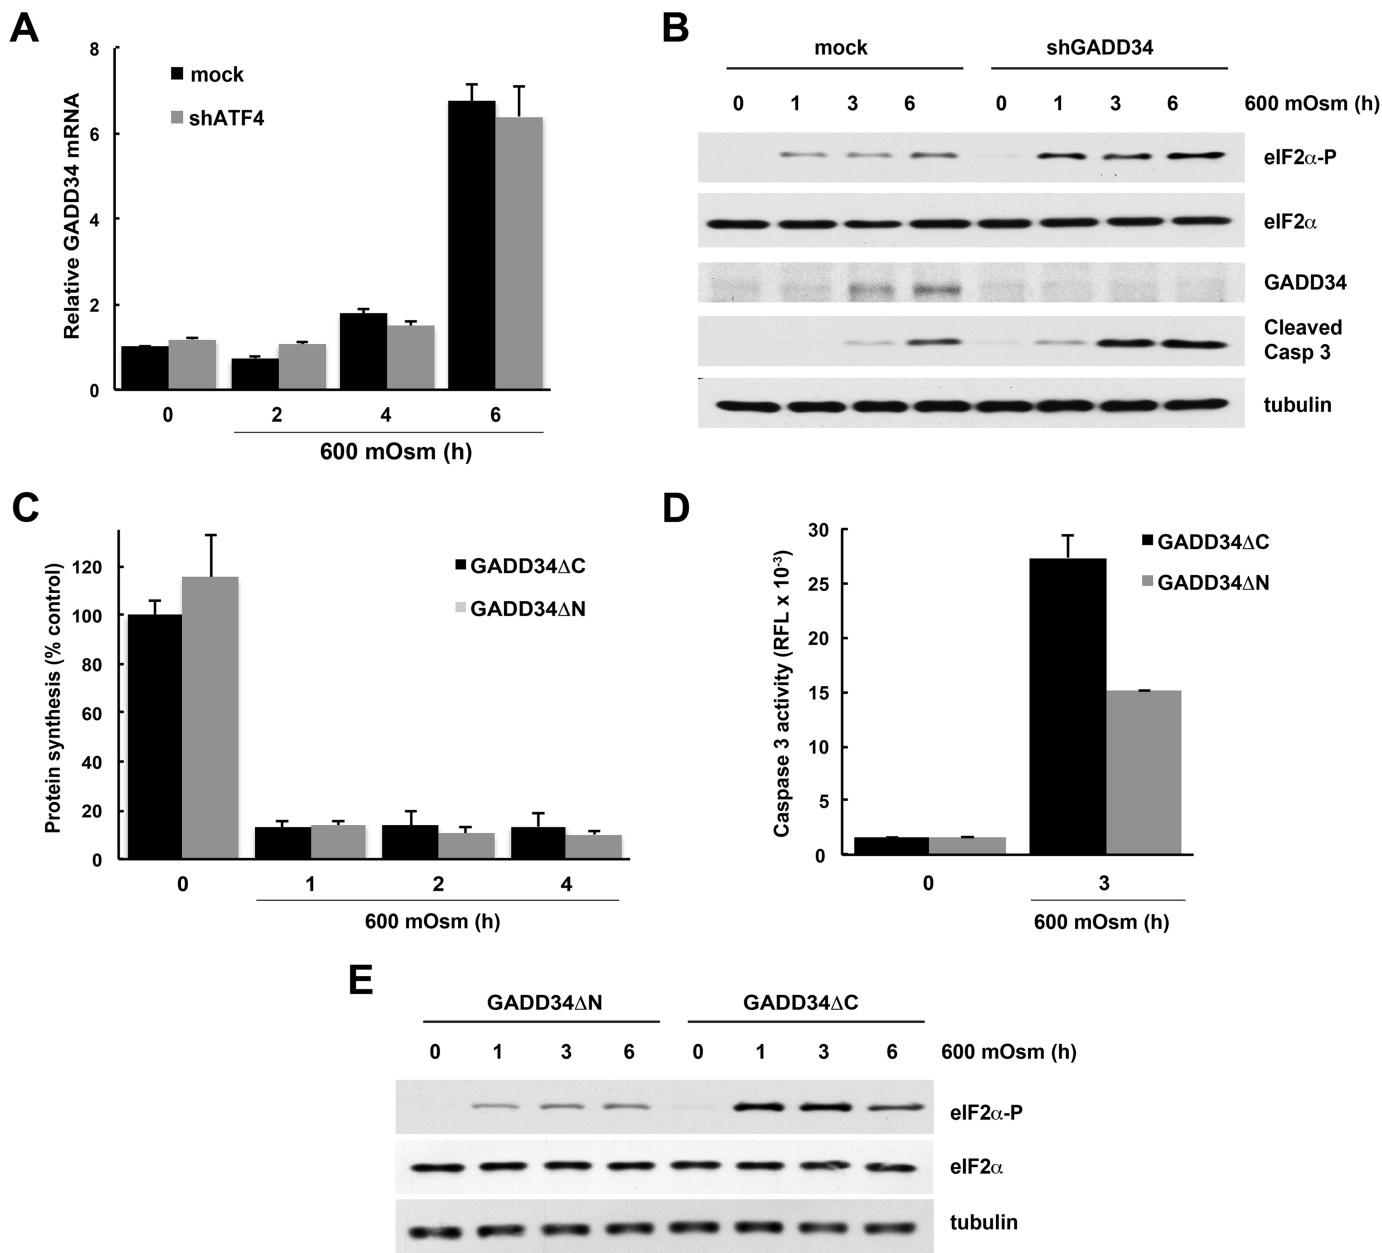 A
Relative GADD34 mRNA
8
6
4
2
0
mock
shATF4
0 2 4 6
600 mOsm (h)
B
mock shGADD34
0 1 3 6 0 1 3 6 600 mOsm (h)
eIF2α-P
eIF2α
GADD34
Cleaved
Casp 3
tubulin
C
Protein synthesis (% control)
120
100
80
60
40
20
0
GADD34ΔC
GADD34ΔN
0 1 2 4
600 mOsm (h)
D
Caspase 3 activity (RFL x 10⁻³)
30
25
20
15
10
5
0
GADD34ΔC
GADD34ΔN
0 3
600 mOsm (h)
E
GADD34ΔN GADD34ΔC
0 1 3 6 0 1 3 6 600 mOsm (h)
eIF2α-P
eIF2α
tubulin